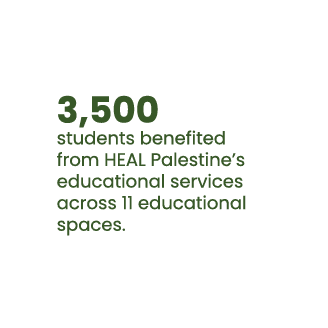 3,500
students benefited
from HEAL Palestine’s
educational services
across 11 educational
spaces.